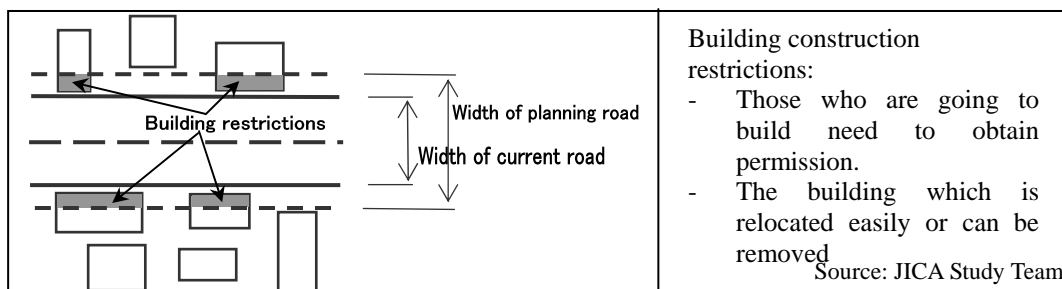 Building restrictions
Width of planning road
Width of current road
Building construction
restrictions:
- Those who are going to
build need to obtain
permission.
- The building which is
relocated easily or can be
removed
Source: JICA Study Team